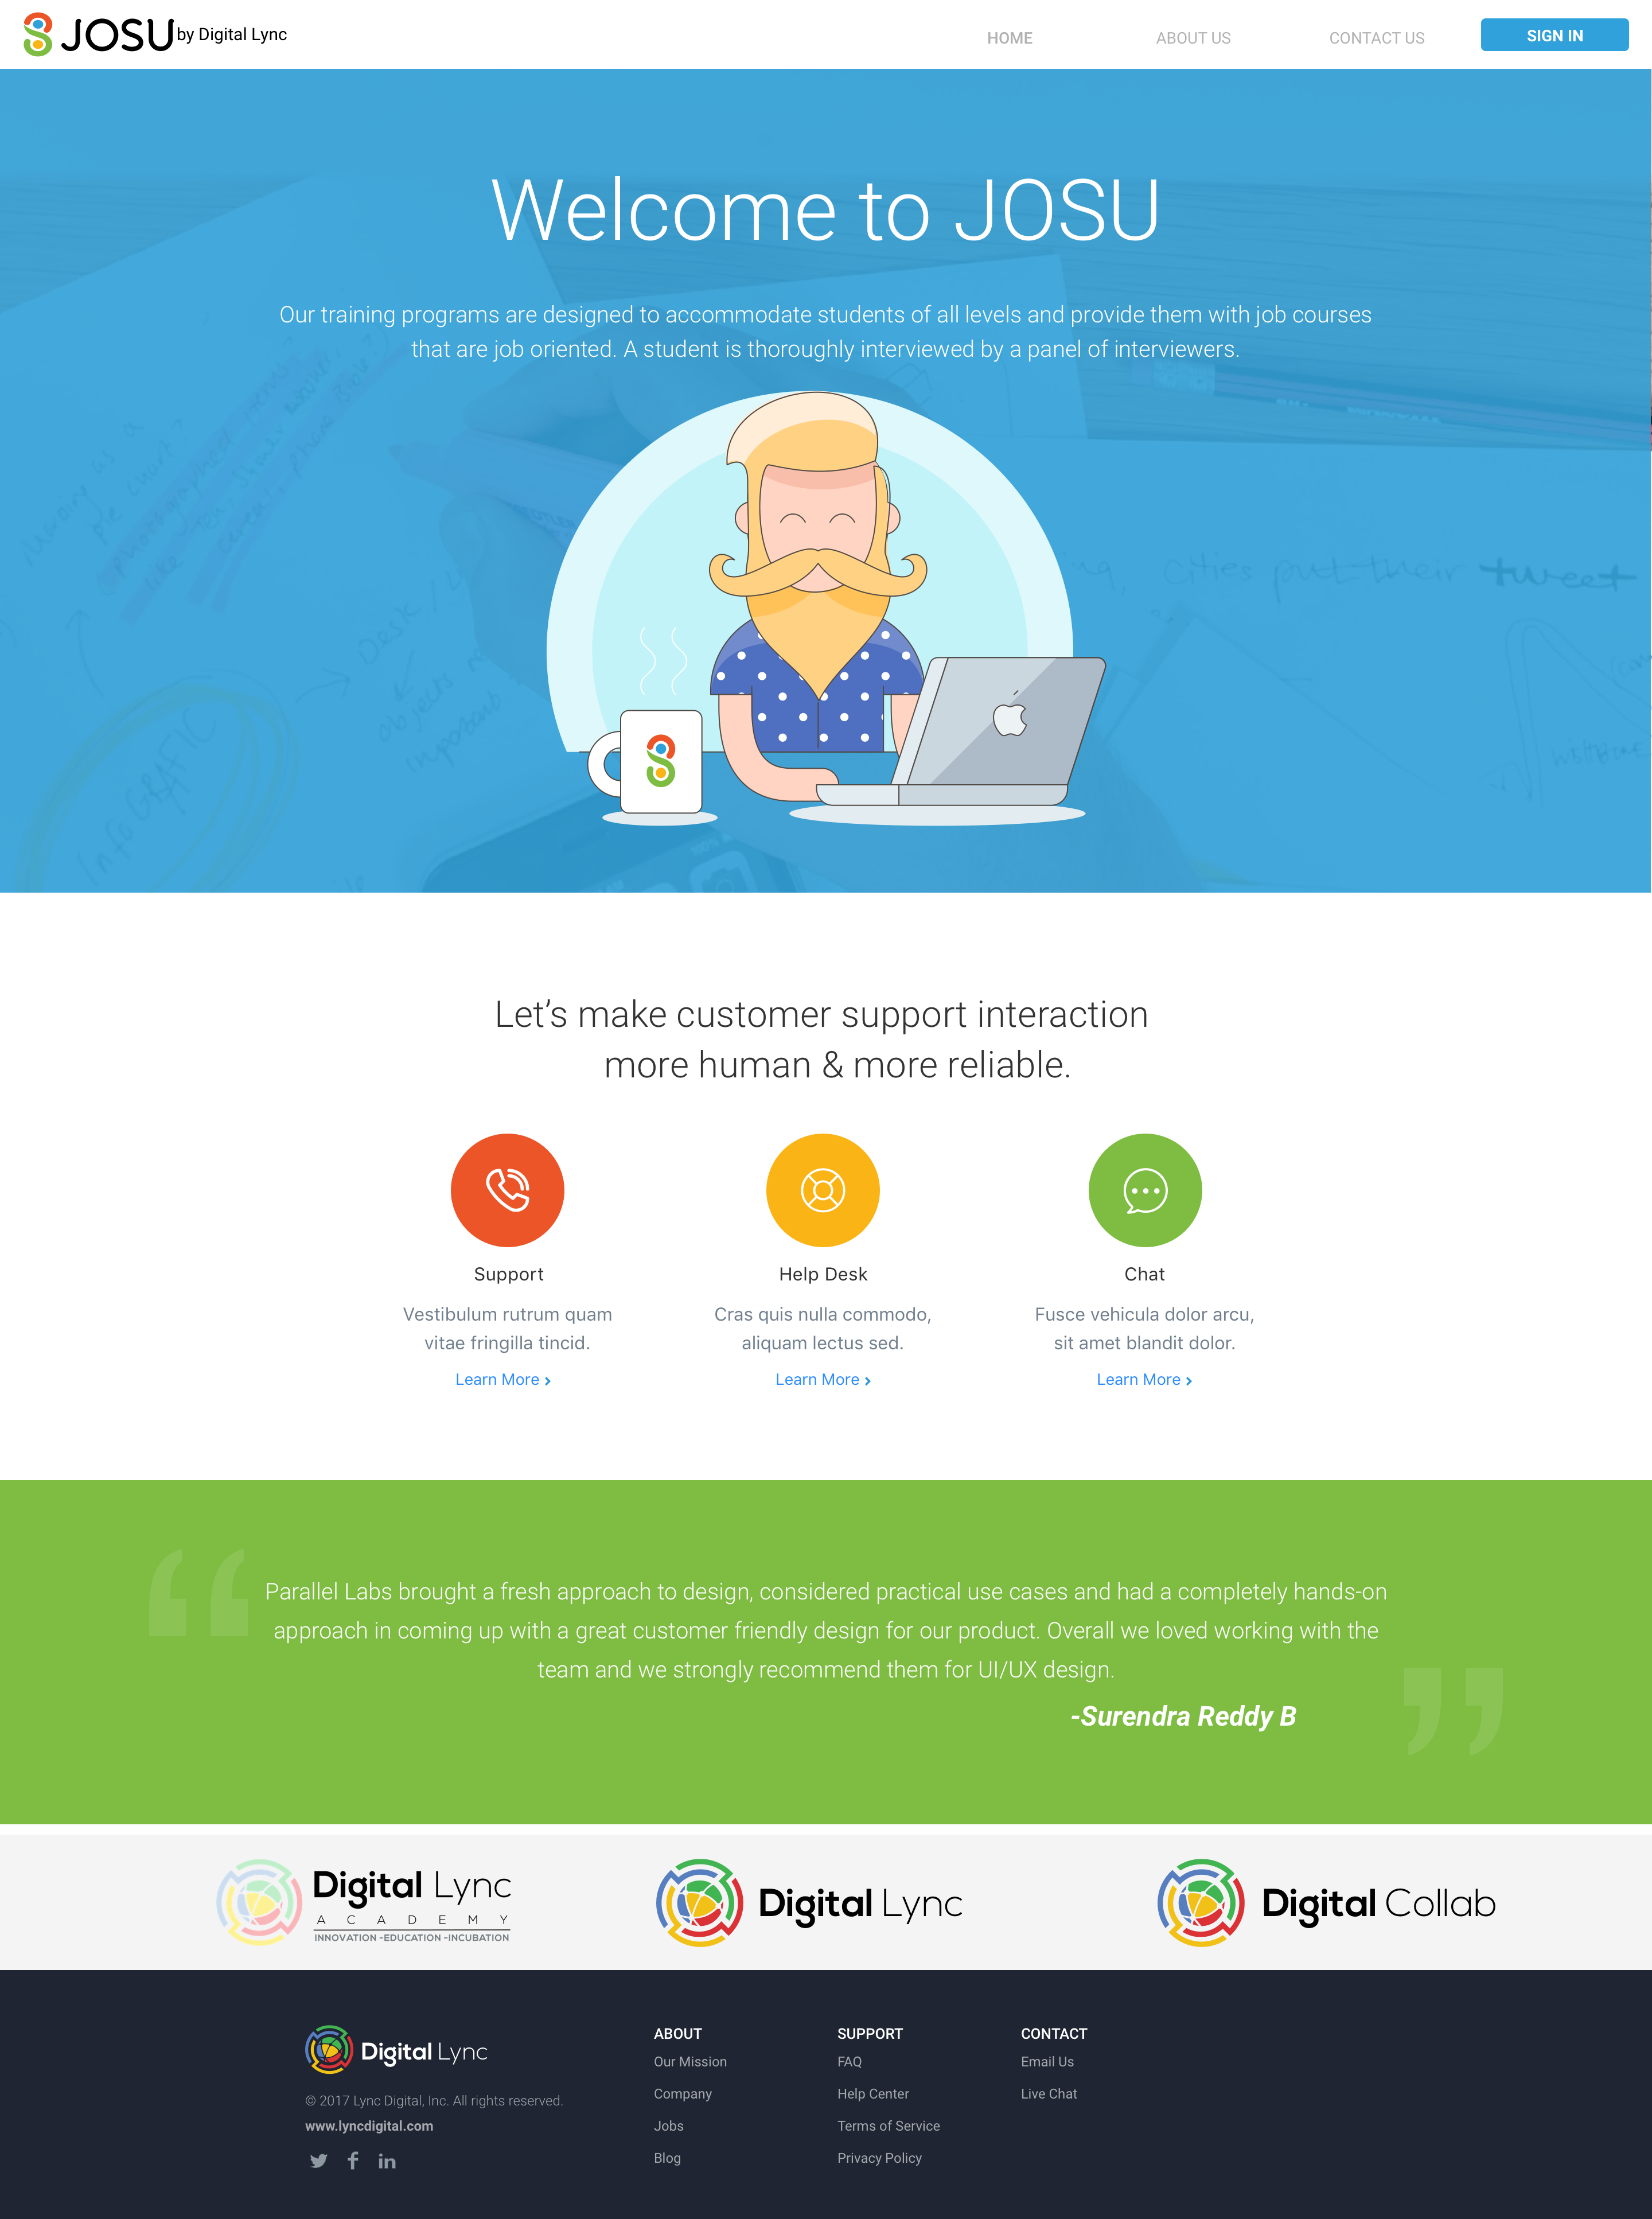 JOSU by Digital Lync
HOME
ABOUT US
CONTACT US
SIGN IN
Welcome to JOSU
Our training programs are designed to accommodate students of all levels and provide them with job courses
that are job oriented. A student is thoroughly interviewed by a panel of interviewers.
Cities put their tweet
Desk /
objects
Info GRAFIC
Let’s make customer support interaction
more human & more reliable.
Support
Vestibulum rutrum quam
vitae fringilla tincid.
Learn More
Help Desk
Cras quis nulla commodo,
aliquam lectus sed.
Learn More
Chat
Fusce vehicula dolor arcu,
sit amet blandit dolor.
Learn More
“
Parallel Labs brought a fresh approach to design, considered practical use cases and had a completely hands-on
approach in coming up with a great customer friendly design for our product. Overall we loved working with the
team and we strongly recommend them for UI/UX design.
-Surendra Reddy B
”
Digital Lync
ACADEMY
INNOVATION -EDUCATION -INCUBATION
Digital Lync
Digital Collab
Digital Lync
© 2017 Lync Digital, Inc. All rights reserved.
www.lyncdigital.com
ABOUT
Our Mission
Company
Jobs
Blog
SUPPORT
FAQ
Help Center
Terms of Service
Privacy Policy
CONTACT
Email Us
Live Chat